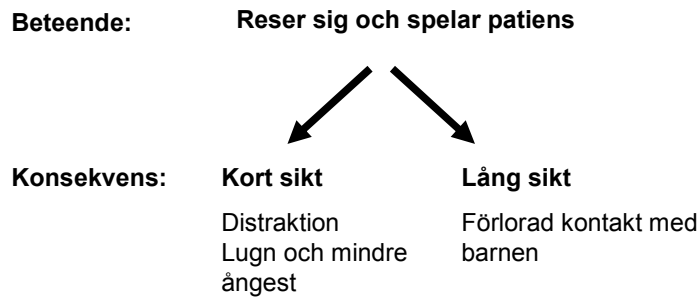 Beteende: Reser sig och spelar patiens
Konsekvens: Kort sikt Lång sikt
Distraktion Förlorad kontakt med
Lugn och mindre barnen
ångest